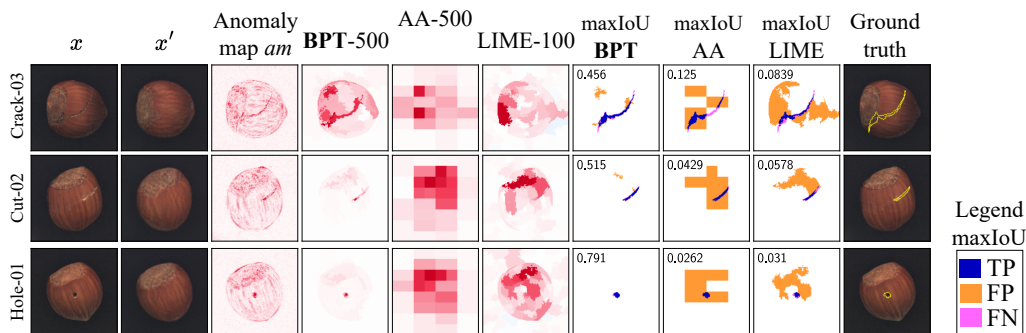 x x′ Anomaly map am BPT-500 AA-500 LIME-100 maxIoU BPT maxIoU AA maxIoU LIME Ground truth
Crack-03 0.456 0.125 0.0839
Cut-02 0.515 0.0429 0.0578
Hole-01 0.791 0.0262 0.031
Legend
maxIoU
TP
FP
FN